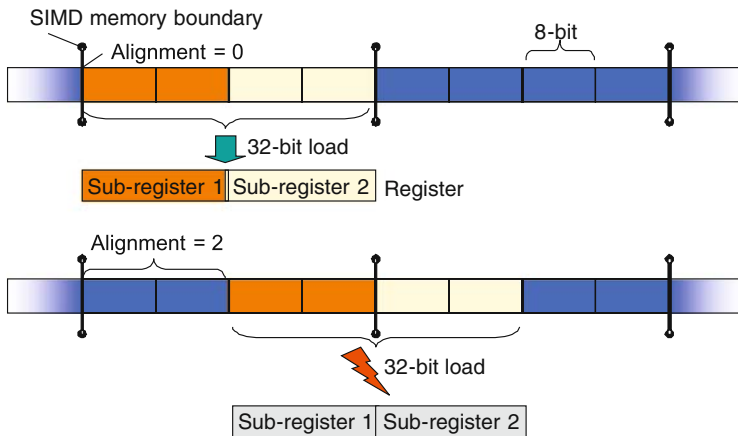 SIMD memory boundary
Alignment = 0
8-bit
32-bit load
Sub-register 1
Sub-register 2
Register
Alignment = 2
32-bit load
Sub-register 1
Sub-register 2